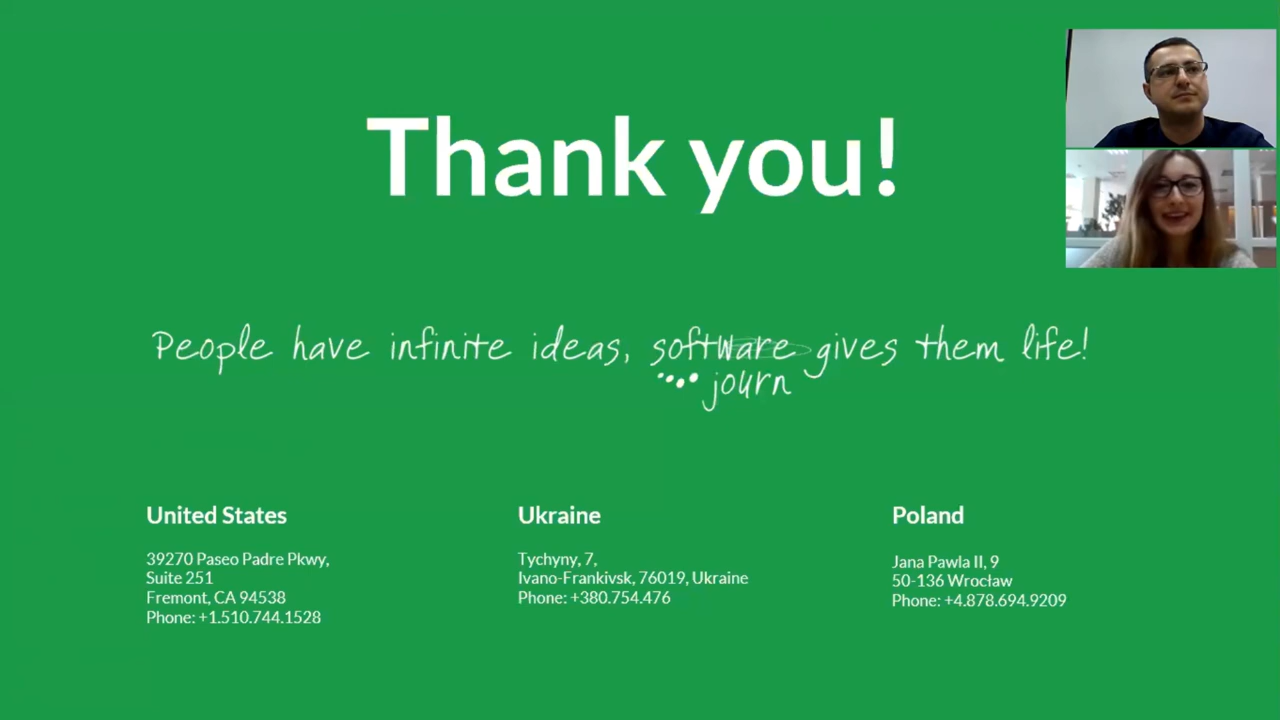 Thank you!
People have infinite ideas, software gives them life!
journ
United States
39270 Paseo Padre Pkwy,
Suite 251
Fremont, CA 94538
Phone: +1.510.744.1528
Ukraine
Tychyny, 7,
Ivano-Frankivsk, 76019, Ukraine
Phone: +380.754.476
Poland
Jana Pawla II, 9
50-136 Wrocław
Phone: +4.878.694.9209